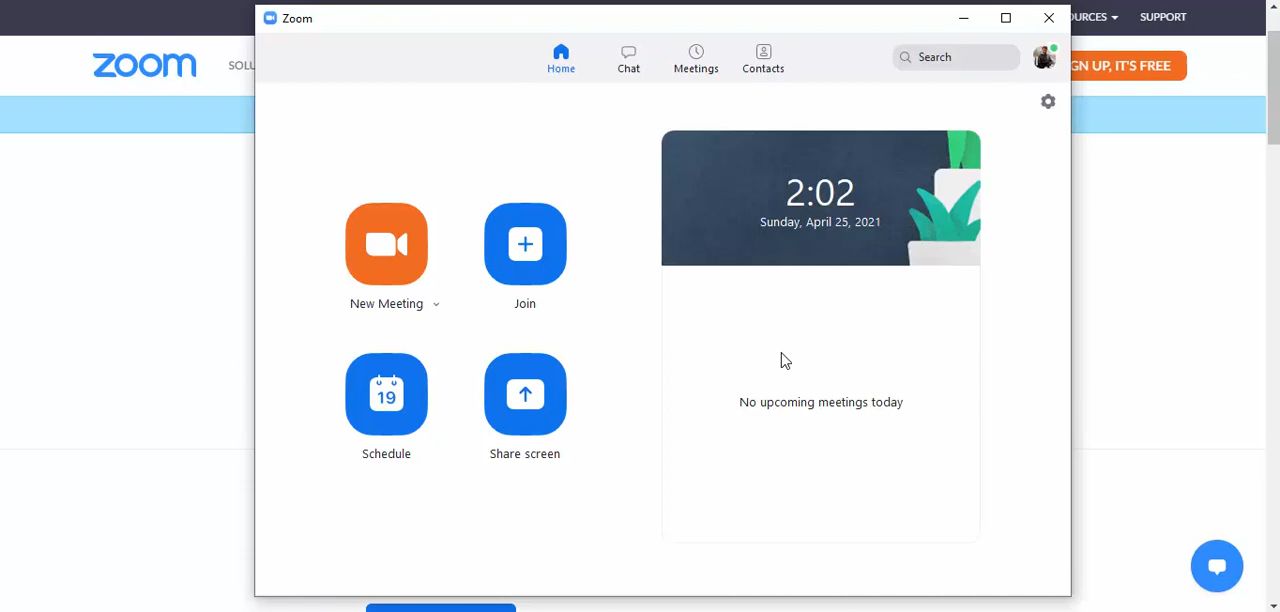 Zoom
OURCES
SUPPORT
zoom
SOLU
Home
Chat
Meetings
Contacts
Search
GN UP, IT'S FREE
2:02
Sunday, April 25, 2021
New Meeting
Join
19
Schedule
Share screen
No upcoming meetings today